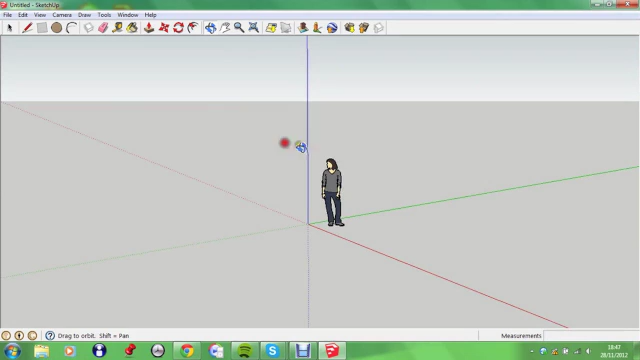 Untitled - SketchUp
File Edit View Camera Draw Tools Window Help
Drag to orbit. Shift = Pan
Measurements
18:47
28/11/2012